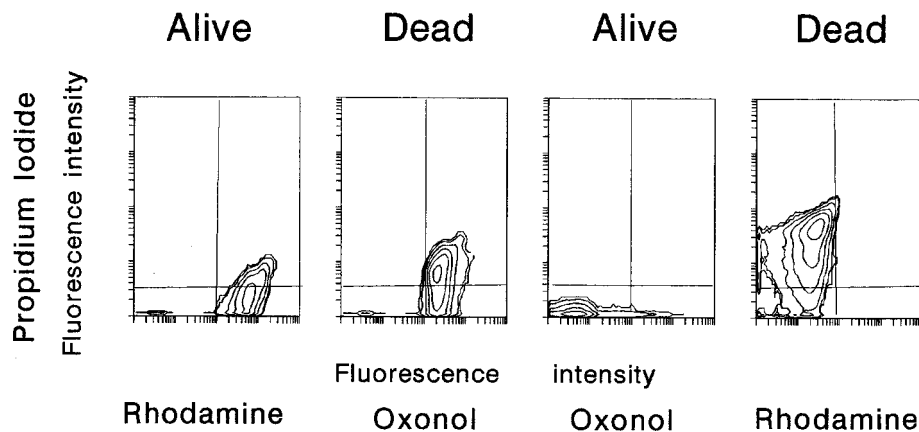 Alive Dead Alive Dead
Propidium Iodide
Fluorescence intensity
Fluorescence intensity
Rhodamine Oxonol Oxonol Rhodamine